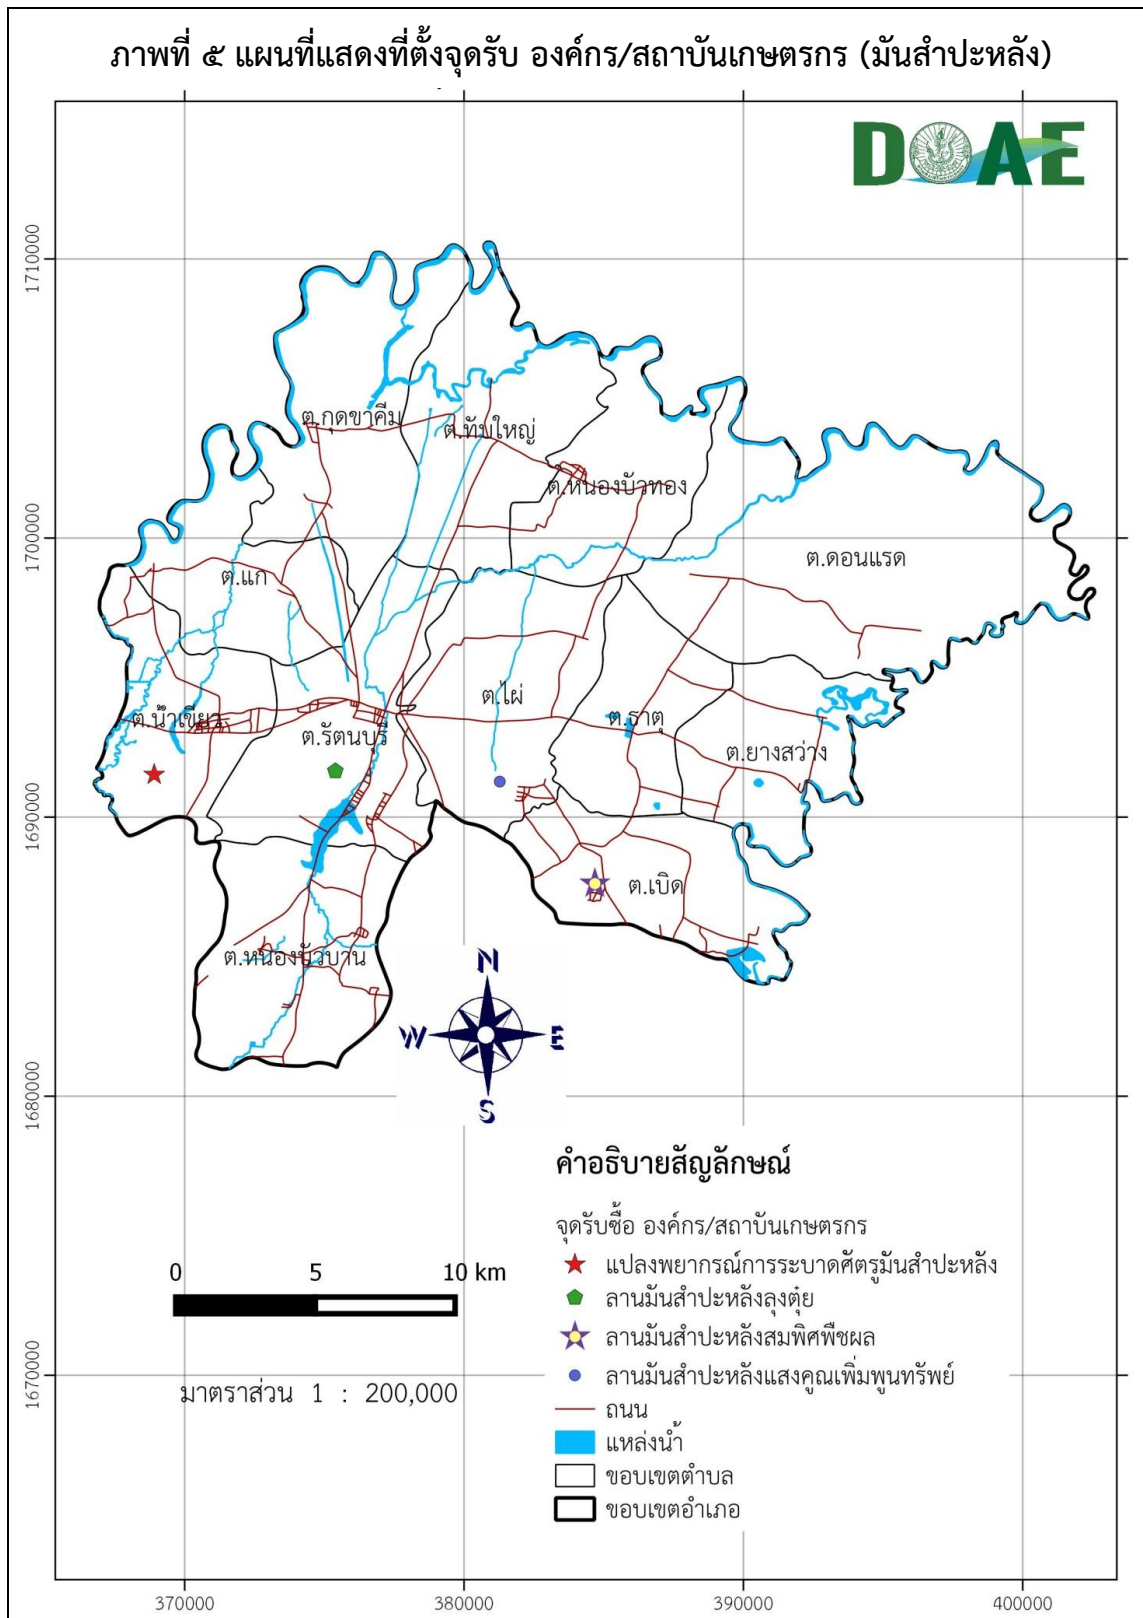 ภาพที่ ๕ แผนที่แสดงที่ตั้งจุดรับ องค์กร/สถาบันเกษตรกร (มันสำปะหลัง)
DOAE
1710000
1700000
1690000
1680000
1670000
ต.กุดขาคีม
ต.ทับใหญ่
ต.หนองบัวทอง
ต.ดอนแรด
ต.แก
ต.ไผ่
ต.น้ำเขียว
ต.รัตนบุรี
ต.ธาตุ
ต.ยางสว่าง
ต.เบิด
ต.หนองบัวบาน
N
W E
S
คำอธิบายสัญลักษณ์
จุดรับซื้อ องค์กร/สถาบันเกษตรกร
แปลงพยากรณ์การระบาดศัตรูมันสำปะหลัง
ลานมันสำปะหลังลุงตุ๋ย
ลานมันสำปะหลังสมพิศพืชผล
ลานมันสำปะหลังแสงคูณเพิ่มพูนทรัพย์
ถนน
แหล่งน้ำ
ขอบเขตตำบล
ขอบเขตอำเภอ
0 5 10 km
มาตราส่วน 1 : 200,000
370000 380000 390000 400000